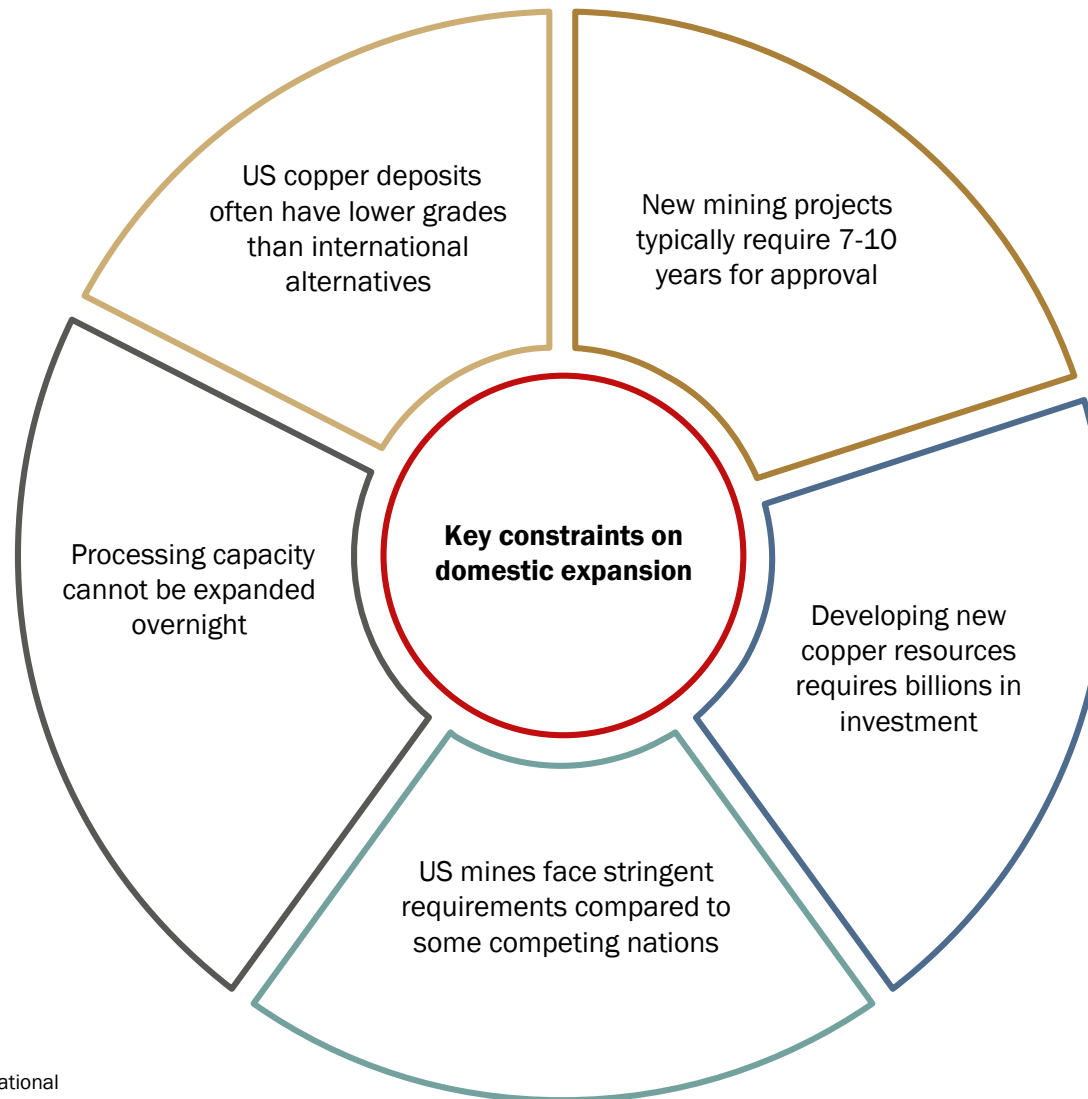 US copper deposits
often have lower grades
than international
alternatives
New mining projects
typically require 7-10
years for approval
Key constraints on
domestic expansion
Processing capacity
cannot be expanded
overnight
Developing new
copper resources
requires billions in
investment
US mines face stringent
requirements compared to
some competing nations
ational